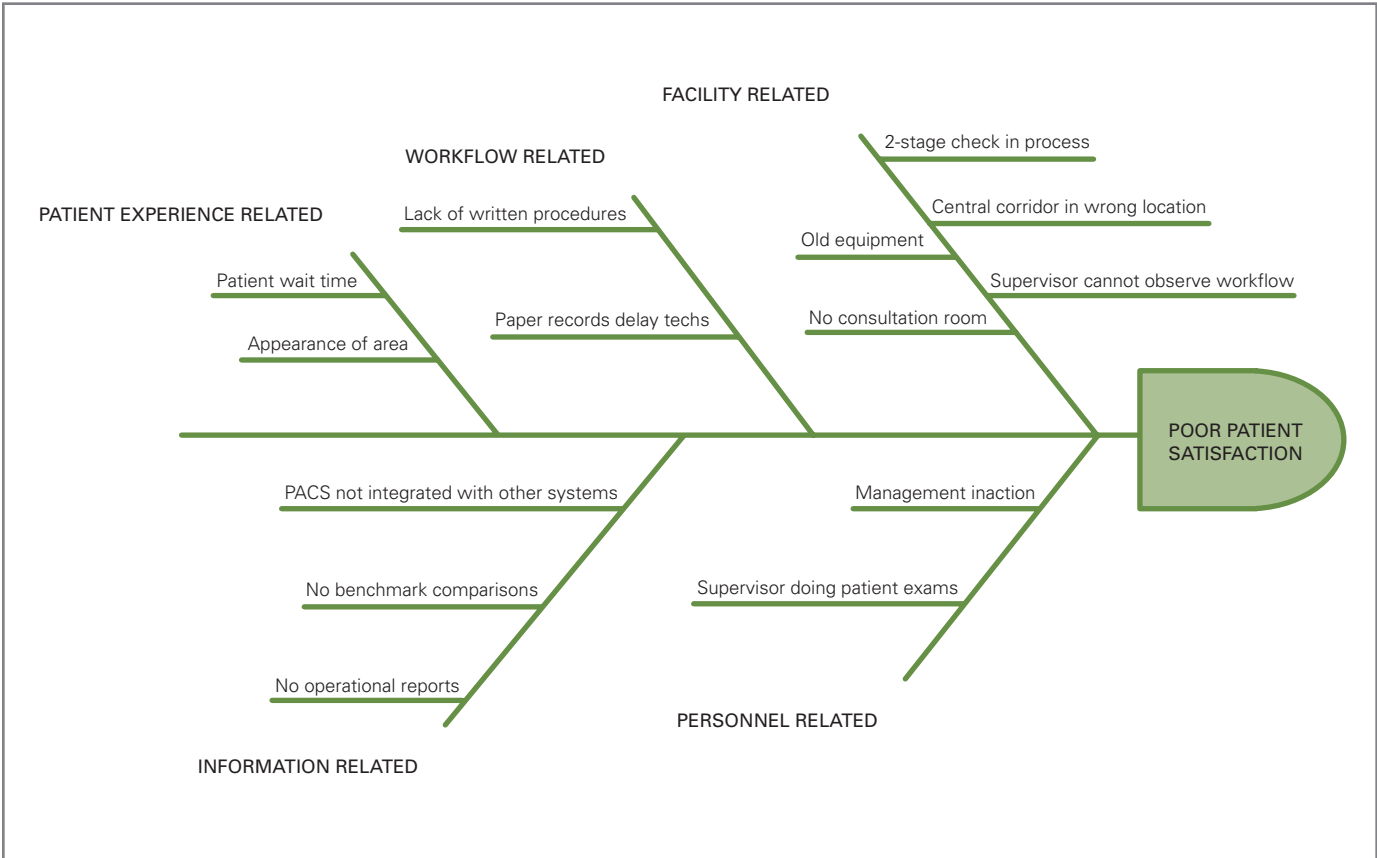 FACILITY RELATED
2-stage check in process
WORKFLOW RELATED
Central corridor in wrong location
PATIENT EXPERIENCE RELATED
Lack of written procedures
Old equipment
Patient wait time
Supervisor cannot observe workflow
Paper records delay techs
No consultation room
Appearance of area
POOR PATIENT
SATISFACTION
PACS not integrated with other systems
Management inaction
No benchmark comparisons
Supervisor doing patient exams
No operational reports
PERSONNEL RELATED
INFORMATION RELATED